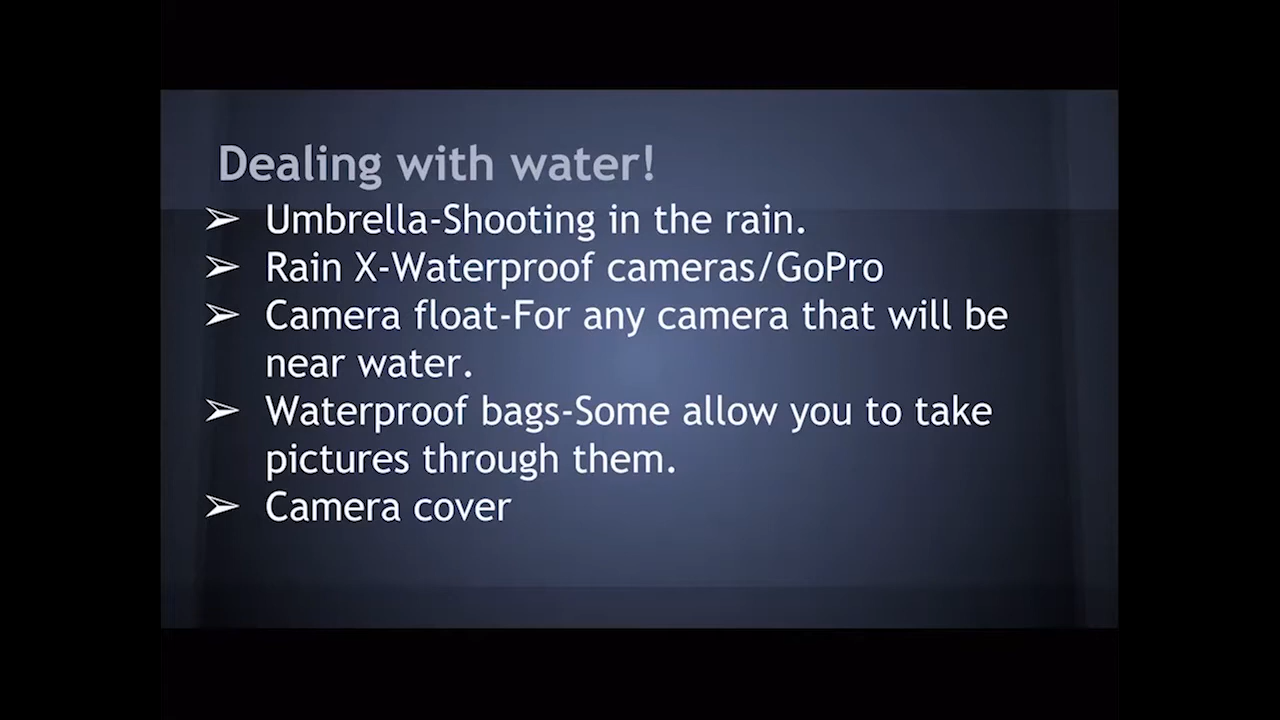 Dealing with water!
➢ Umbrella-Shooting in the rain.
➢ Rain X-Waterproof cameras/GoPro
➢ Camera float-For any camera that will be
near water.
➢ Waterproof bags-Some allow you to take
pictures through them.
➢ Camera cover